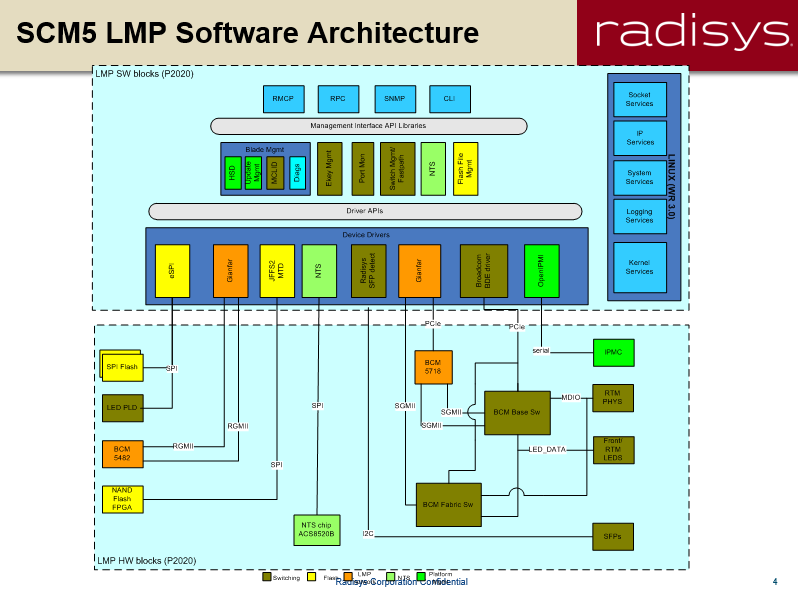 SCM5 LMP Software Architecture
radisys.
LMP SW blocks (P2020)
RMCP
RPC
SNMP
CLI
Management Interface API Libraries
Blade Mgmt
HSD
Update
Mgmt
MCLID
Diags
Ekey Mgmt
Port Mon
Switch Mgmt/
Fastpath
NTS
Flash File
Mgmt
Driver APIs
Device Drivers
eSPI
Gianfar
JFFS2
MTD
NTS
Radisys
SFP detect
Gianfar
Broadcom
BDE driver
OpenIPMI
Socket
Services
IP
Services
System
Services
Logging
Services
Kernel
Services
LINUX (WR 3.0)
PCIe
PCIe
serial
IPMC
SPI Flash
SPI
LED PLD
BCM
5718
BCM Base Sw
MDIO
RTM
PHYS
SPI
SGMII
SGMII
SGMII
RGMII
RGMII
BCM
5482
LED_DATA
Front/
RTM
LEDS
SPI
NAND
Flash
FPGA
BCM Fabric Sw
NTS chip
ACS8520B
I2C
SFPs
LMP HW blocks (P2020)
Switching
Flash
LMP
NTS
Platform
Radisys Corporation Confidential
4